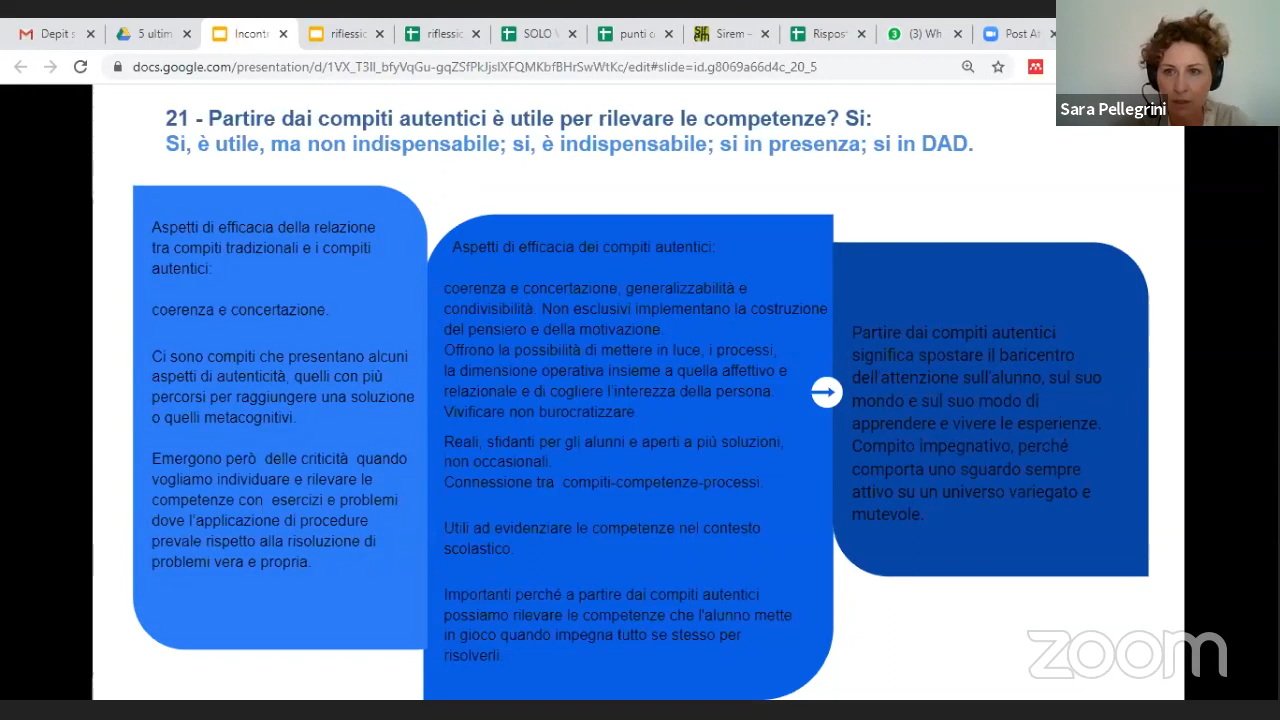 Depit s
5 ultim
Incont
riflessic
riflessic
SOLO
punti o
Sirem –
Rispos
(3) Wh
Post At
docs.google.com/presentation/d/
/edit#slide=id.g8069a66d4c_20_5
Sara Pellegrini
21 - Partire dai compiti autentici è utile per rilevare le competenze? Si:
Si, è utile, ma non indispensabile; si, è indispensabile; si in presenza; si in DAD.
Aspetti di efficacia della relazione
tra compiti tradizionali e i compiti
autentici:
coerenza e concertazione.
Ci sono compiti che presentano alcuni
aspetti di autenticità, quelli con più
percorsi per raggiungere una soluzione
o quelli metacognitivi.
Emergono però delle criticità quando
vogliamo individuare e rilevare le
competenze con esercizi e problemi
dove l'applicazione di procedure
prevale rispetto alla risoluzione di
problemi vera e propria.
Aspetti di efficacia dei compiti autentici:
coerenza e concertazione, generalizzabilità e
condivisibilità. Non esclusivi implementano la costruzione
del pensiero e della motivazione.
Offrono la possibilità di mettere in luce, i processi,
la dimensione operativa insieme a quella affettivo e
relazionale e di cogliere l'interezza della persona.
Vivificare non burocratizzare.
Reali, sfidanti per gli alunni e aperti a più soluzioni,
non occasionali.
Connessione tra compiti-competenze-processi.
Utili ad evidenziare le competenze nel contesto
scolastico.
Importanti perché a partire dai compiti autentici
possiamo rilevare le competenze che l'alunno mette
in gioco quando impegna tutto se stesso per
risolverli.
Partire dai compiti autentici
significa spostare il baricentro
dell'attenzione sull'alunno, sul suo
mondo e sul suo modo di
apprendere e vivere le esperienze.
Compito impegnativo, perché
comporta uno sguardo sempre
attivo su un universo variegato e
mutevole.
zoom